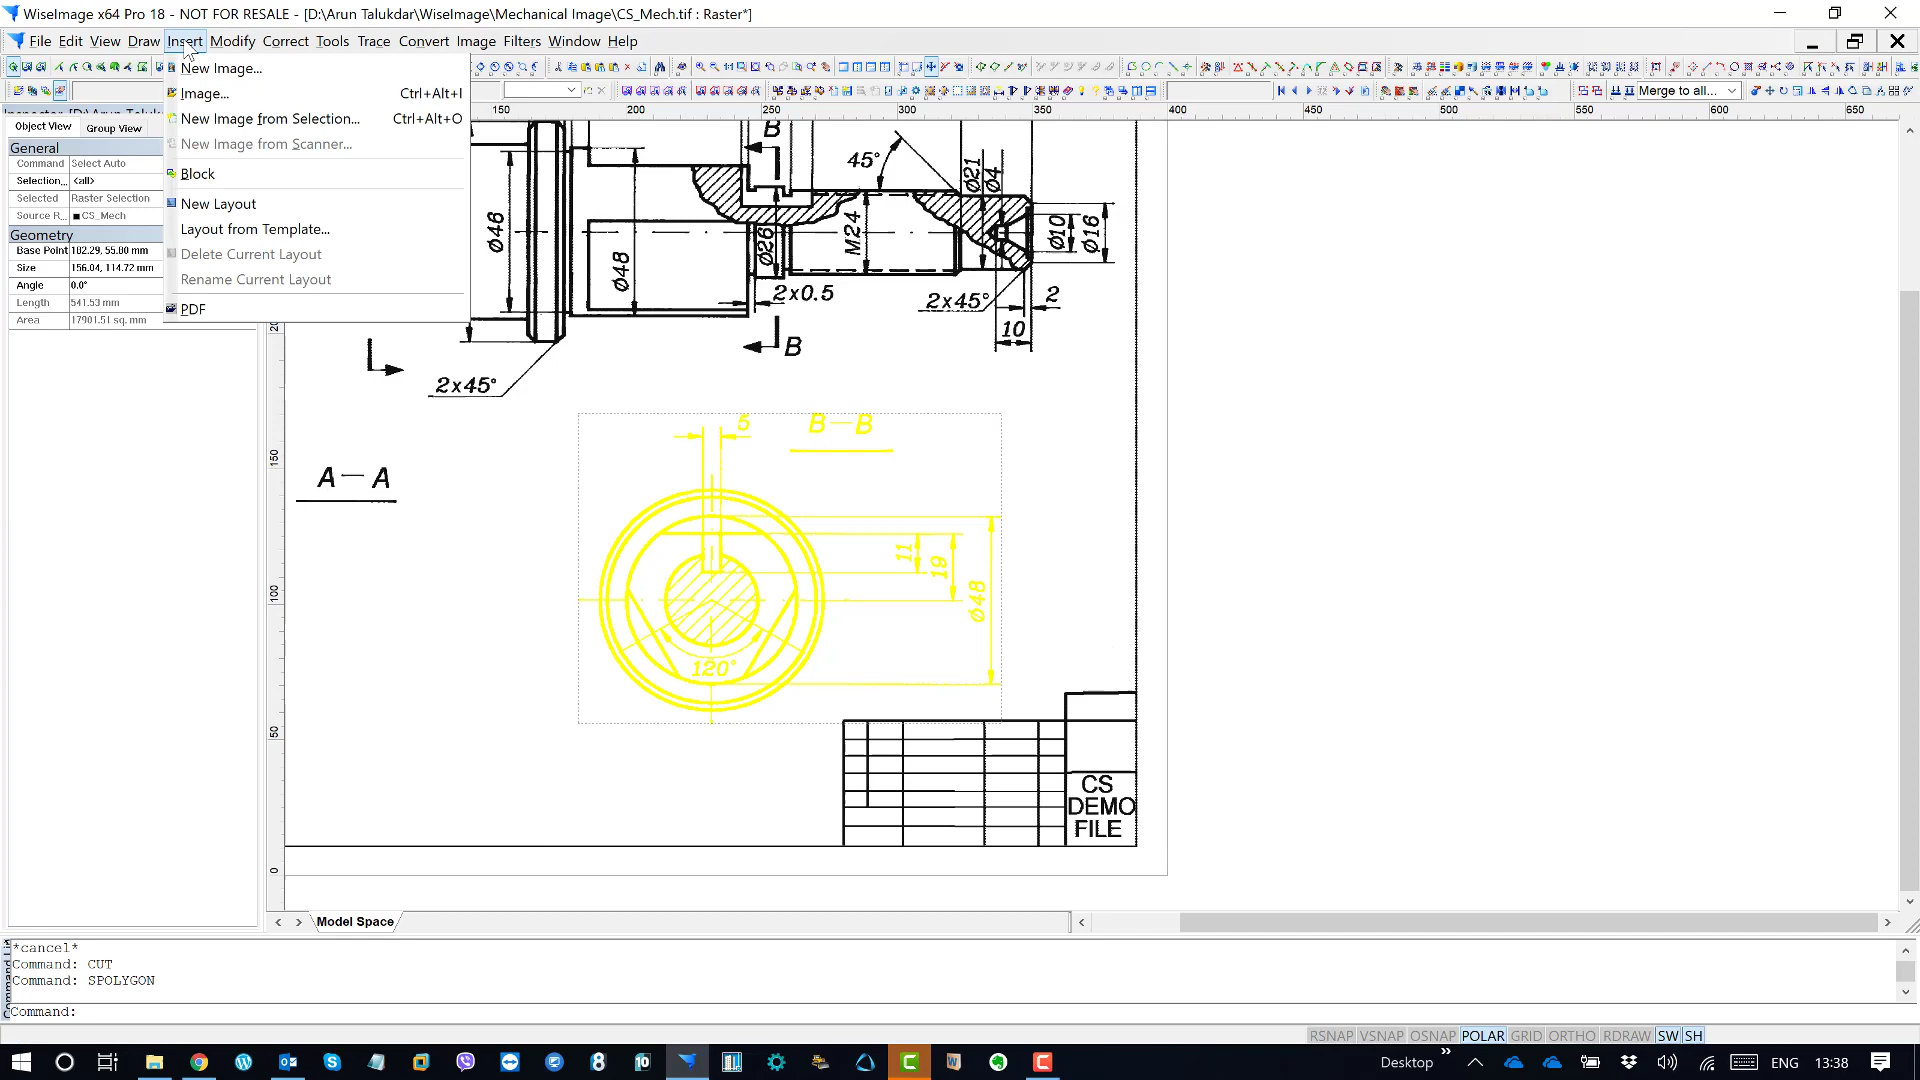 WiseImage x64 Pro 18 - NOT FOR RESALE - [D:\Arun Talukdar\WiseImage\Mechanical Image\CS_Mech.tif : Raster*]
File Edit View Draw Insert Modify Correct Tools Trace Convert Image Filters Window Help
Merge to all...
New Image...
Image... Ctrl+Alt+I
New Image from Selection... Ctrl+Alt+O
New Image from Scanner...
Block
New Layout
Layout from Template...
Delete Current Layout
Rename Current Layout
PDF
Object View Group View
General
Command Select Auto
Selection... <all>
Selected Raster Selection
Source R... CS_Mech
Geometry
Base Point 102.29, 55.00 mm
Size 156.04, 114.72 mm
Angle 0.0°
Length 541.53 mm
Area 17901.51 sq. mm
150 200 250 300 350 400 450 500 550 600 650
150
100
50
0
B
45°
Ø21
Ø4
Ø46
Ø48
Ø26
M24
Ø10
Ø16
2x0.5
2x45°
2
10
B
2x45°
A—A
5
B—B
11
19
Ø48
120°
CS
DEMO
FILE
Model Space
*cancel*
Command: CUT
Command: SPOLYGON
Command:
RSNAP VSNAP OSNAP POLAR GRID ORTHO RDRAW SW SH
Desktop ENG 13:38